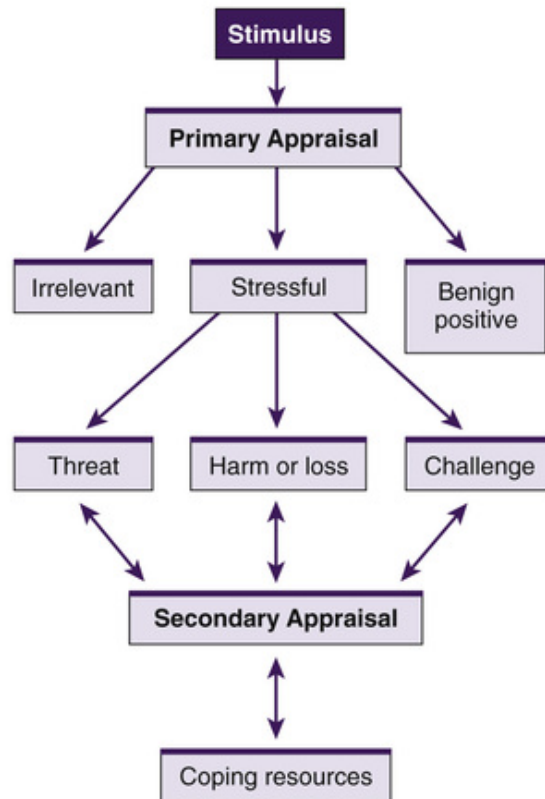 Stimulus
Primary Appraisal
Irrelevant
Stressful
Benign
positive
Threat
Harm or loss
Challenge
Secondary Appraisal
Coping resources